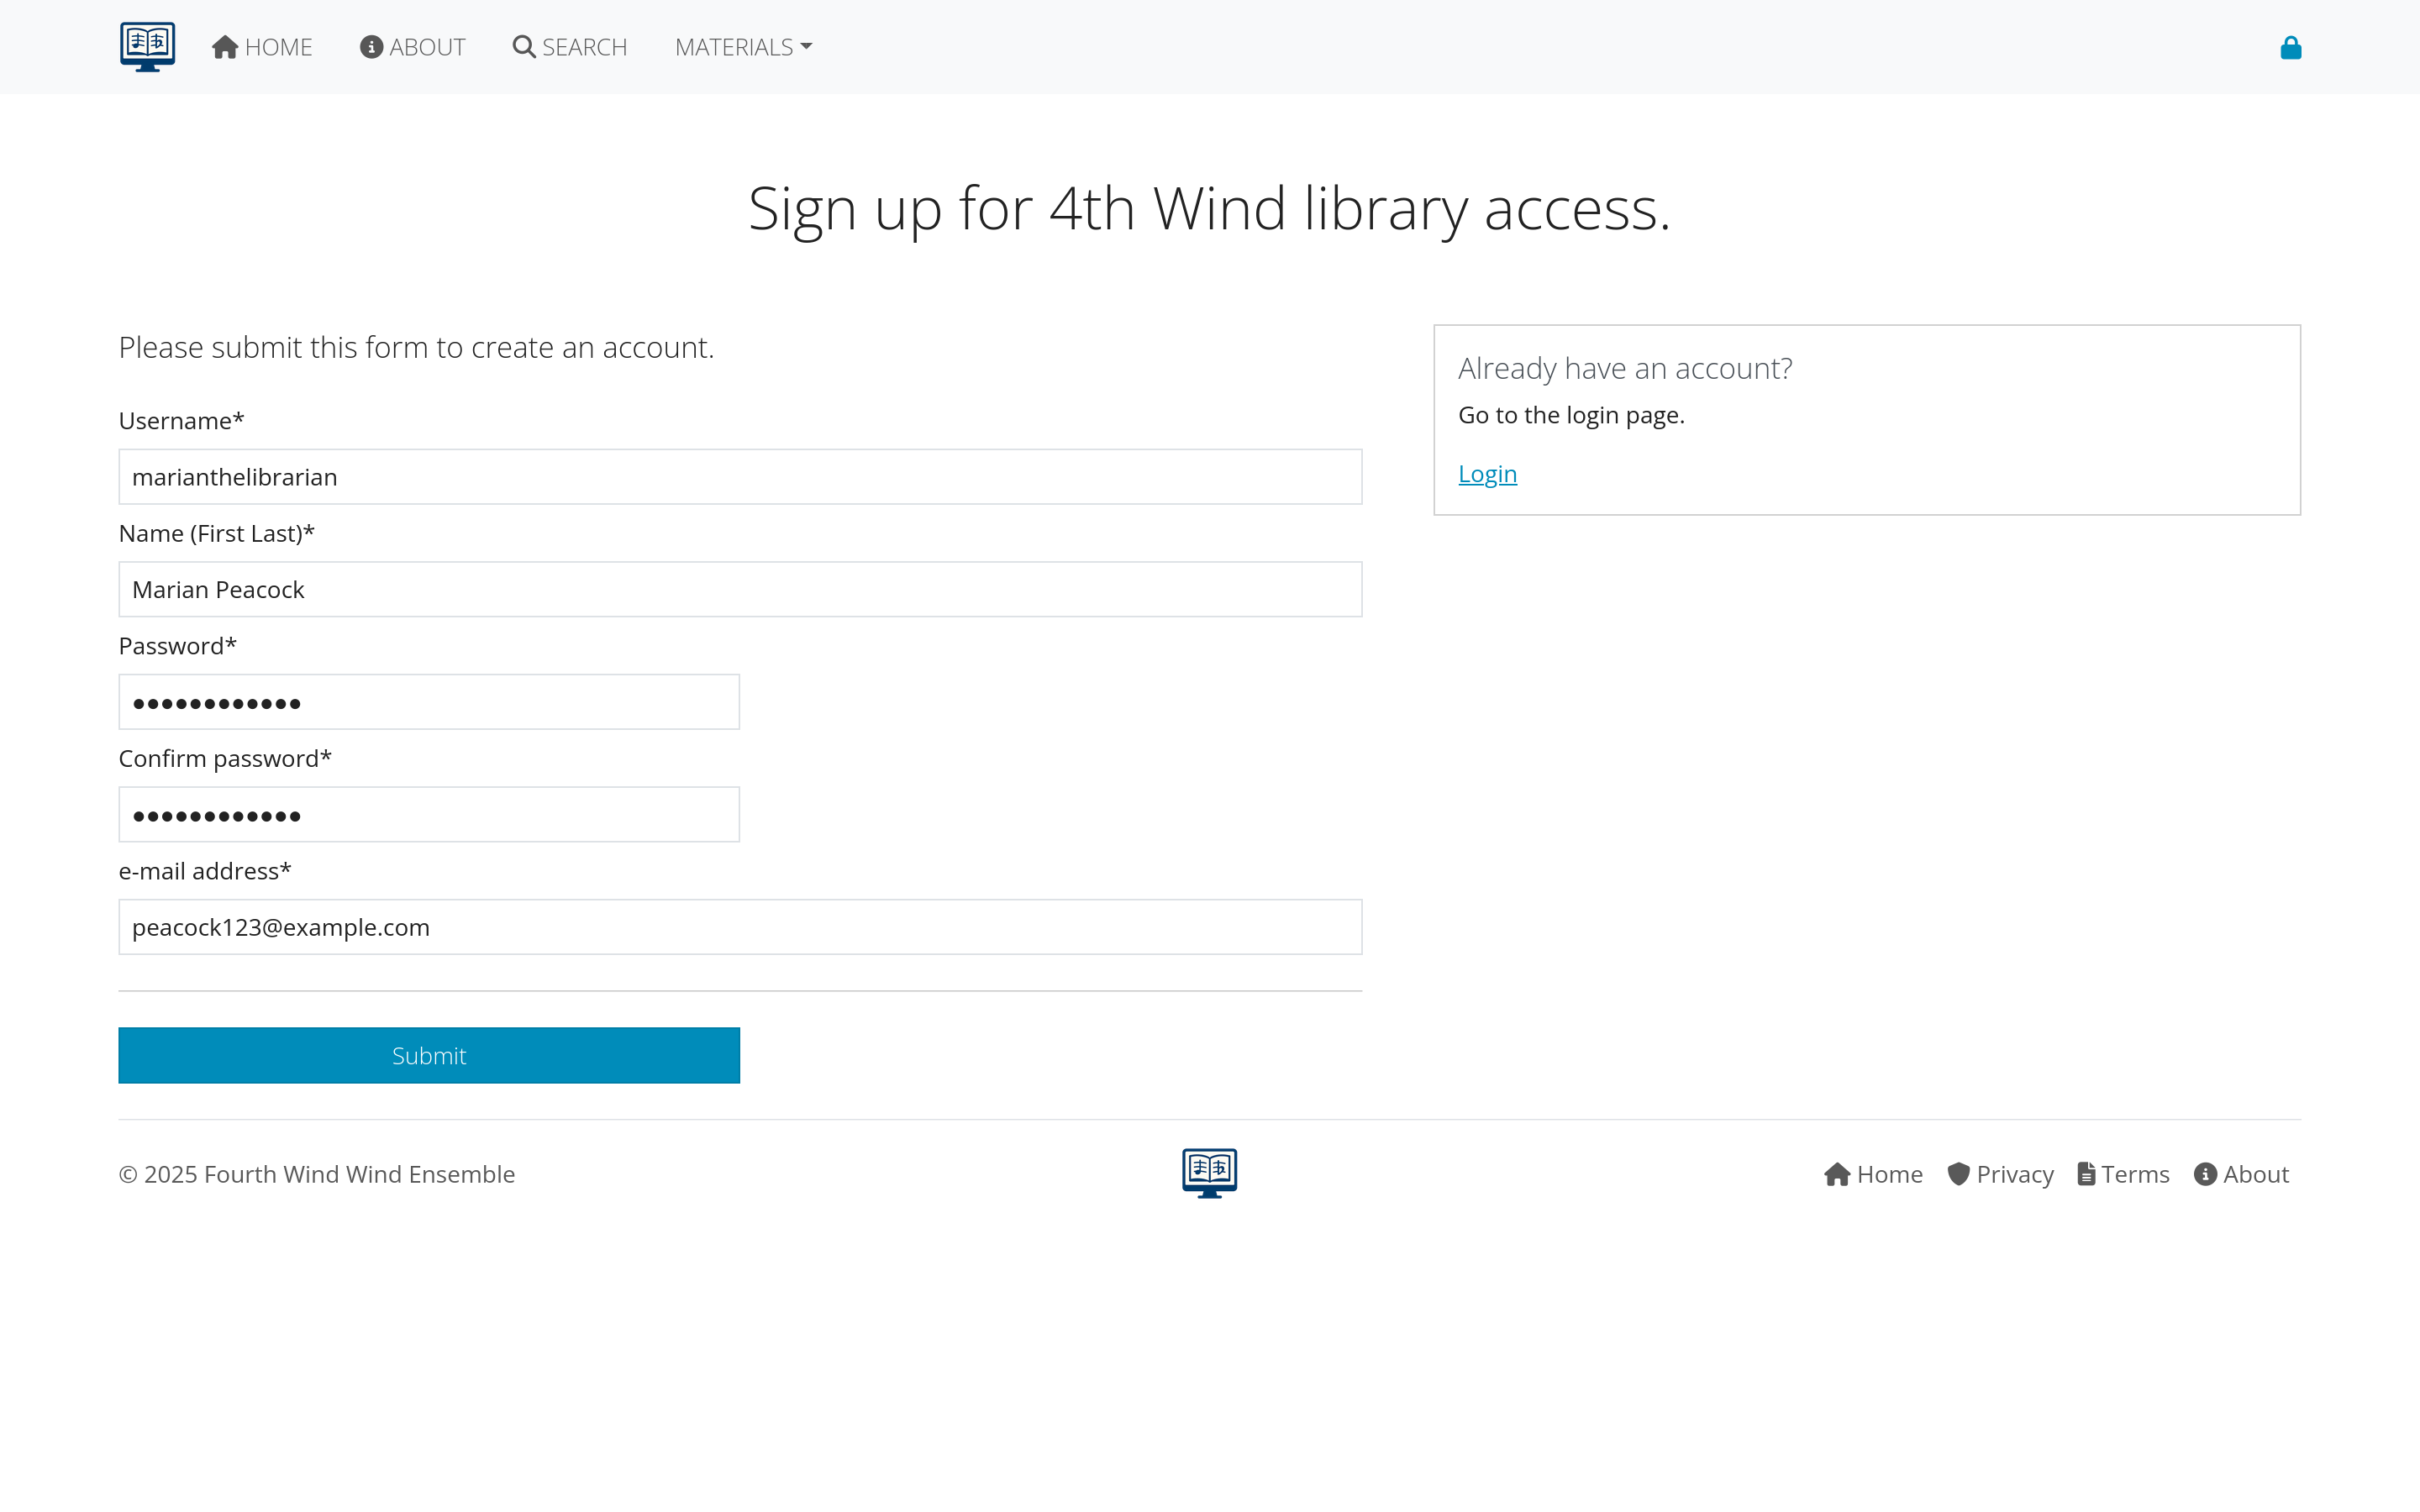 HOME ABOUT SEARCH MATERIALS
Sign up for 4th Wind library access.
Please submit this form to create an account.
Username*
marianthelibrarian
Name (First Last)*
Marian Peacock
Password*
●●●●●●●●●●●●
Confirm password*
●●●●●●●●●●●●
e-mail address*
peacock123@example.com
Submit
Already have an account?
Go to the login page.
Login
© 2025 Fourth Wind Wind Ensemble
Home Privacy Terms About